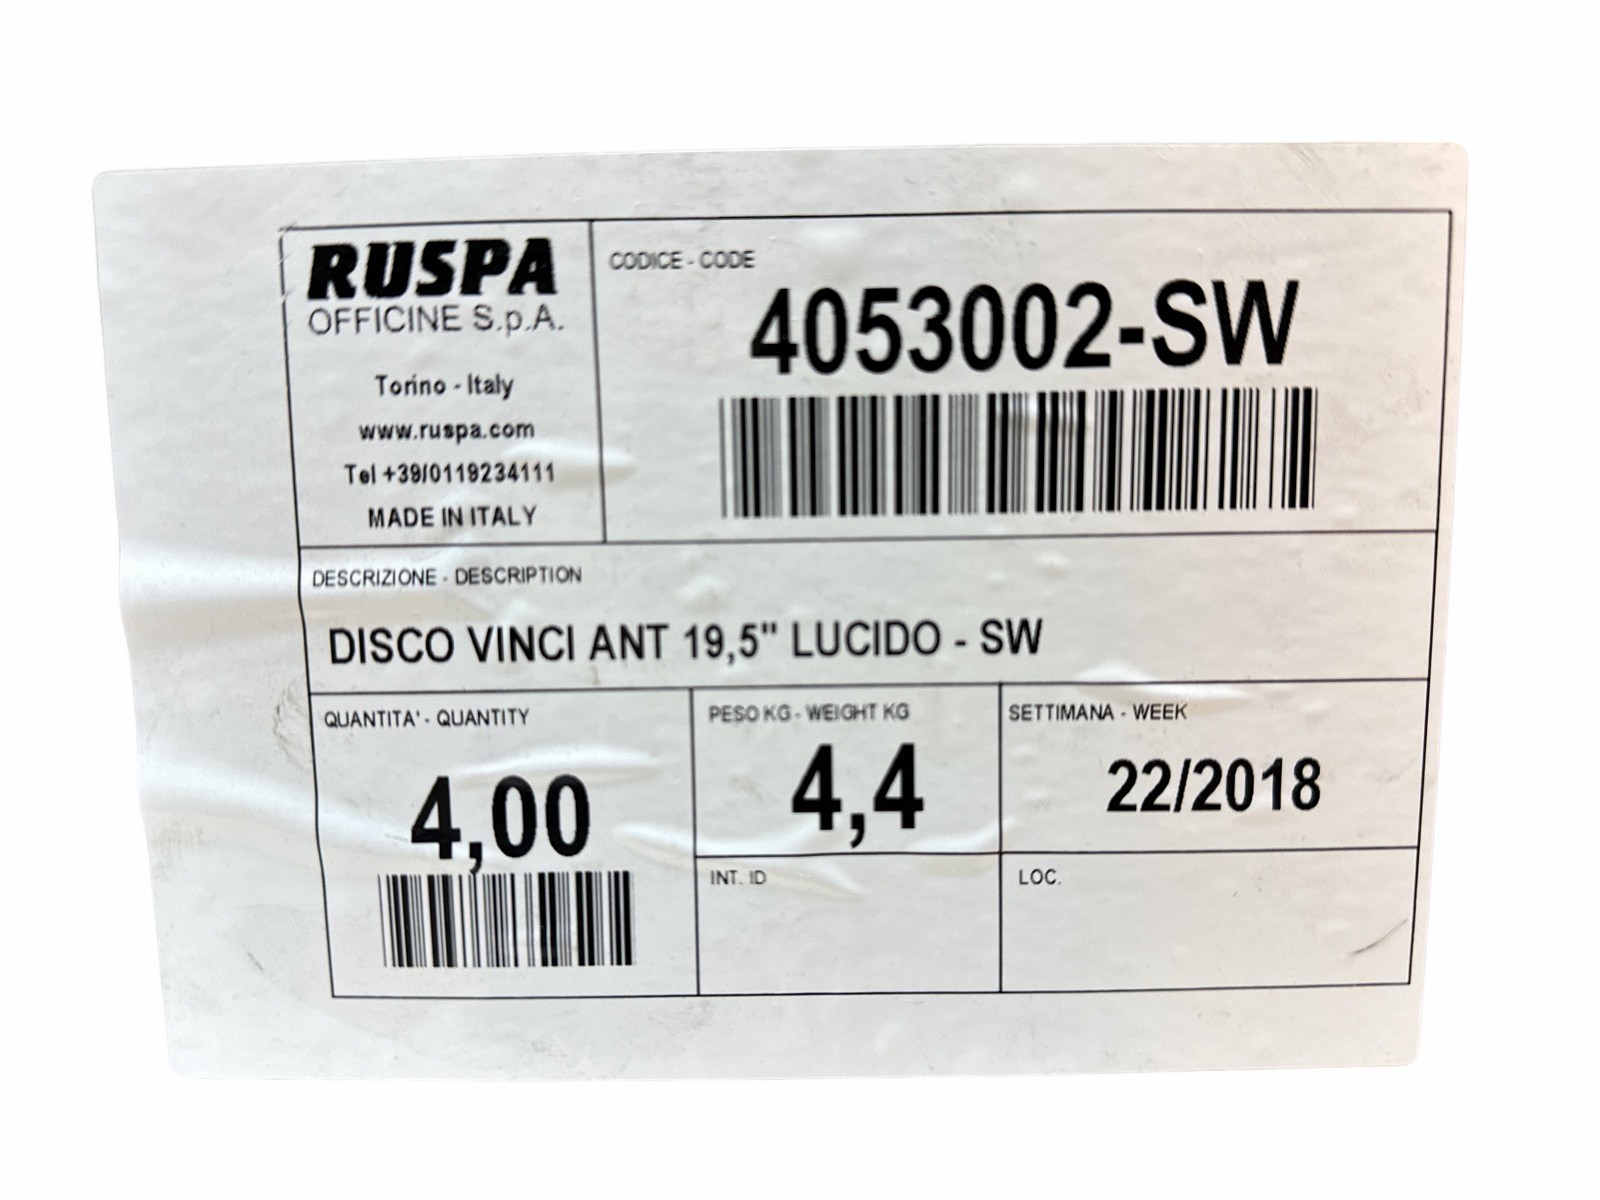 RUSPA
OFFICINE S.p.A.
Torino - Italy
www.ruspa.com
Tel +39/0119234111
MADE IN ITALY
CODICE - CODE
4053002-SW
DESCRIZIONE - DESCRIPTION
DISCO VINCI ANT 19,5" LUCIDO - SW
QUANTITA' - QUANTITY
4,00
PESO KG - WEIGHT KG
4,4
SETTIMANA - WEEK
22/2018
INT. ID
LOC.